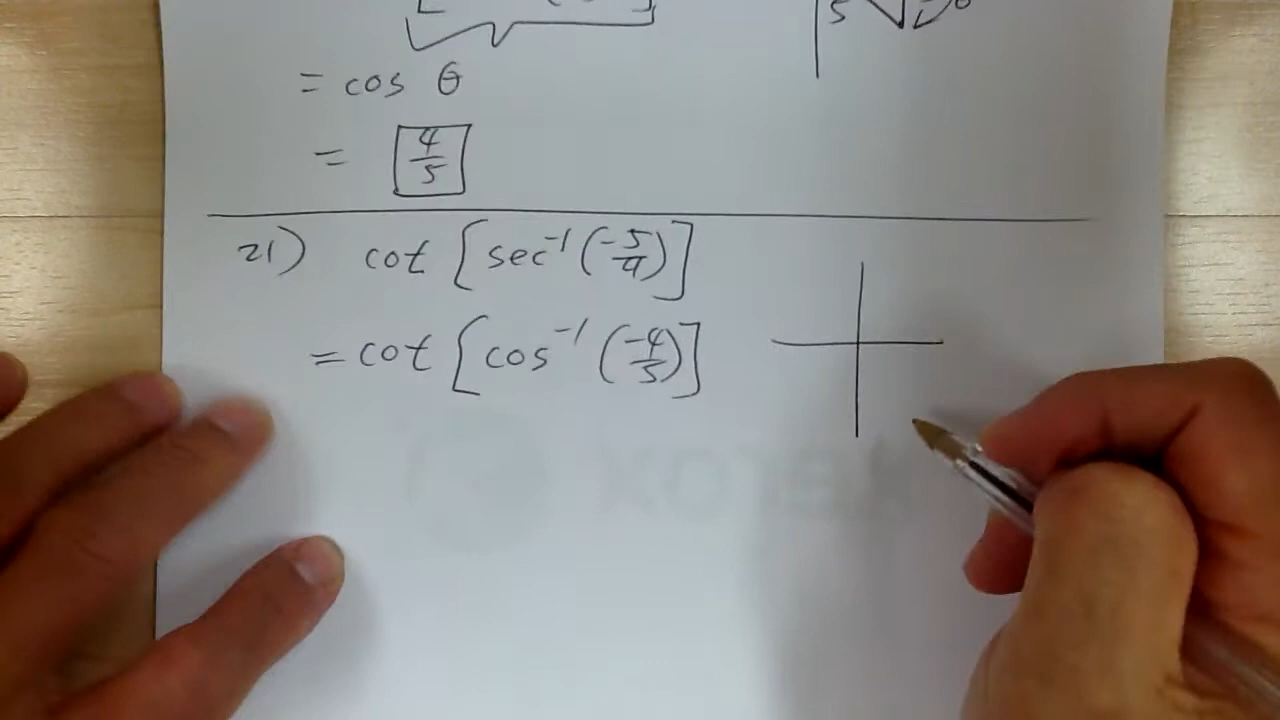 = cos θ
= 4/5
21) cot [sec⁻¹(-5/4)]
= cot [cos⁻¹(-4/5)]